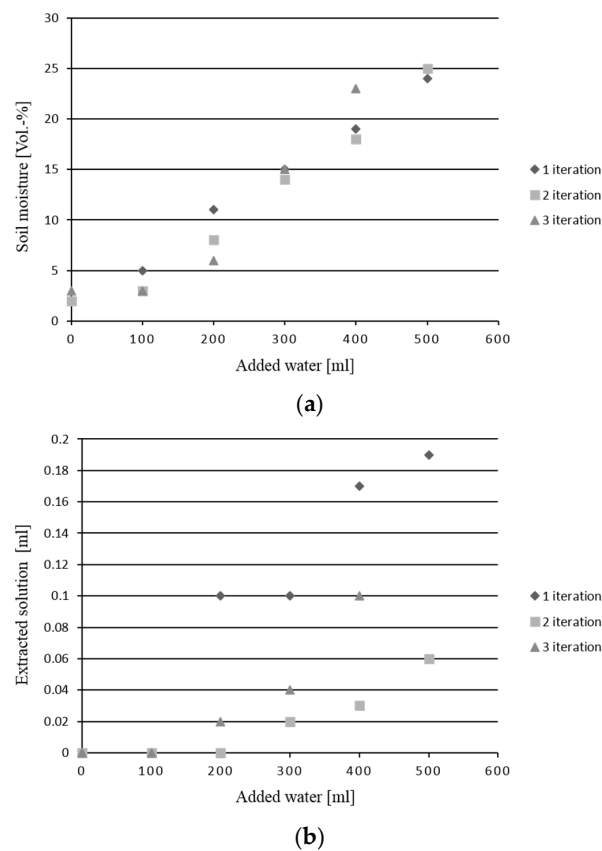 30
25
20
15
10
5
0
Soil moisture [Vol.-%]
0 100 200 300 400 500 600
Added water [ml]
1 iteration
2 iteration
3 iteration
(a)
0.2
0.18
0.16
0.14
0.12
0.1
0.08
0.06
0.04
0.02
0
Extracted solution [ml]
0 100 200 300 400 500 600
Added water [ml]
1 iteration
2 iteration
3 iteration
(b)